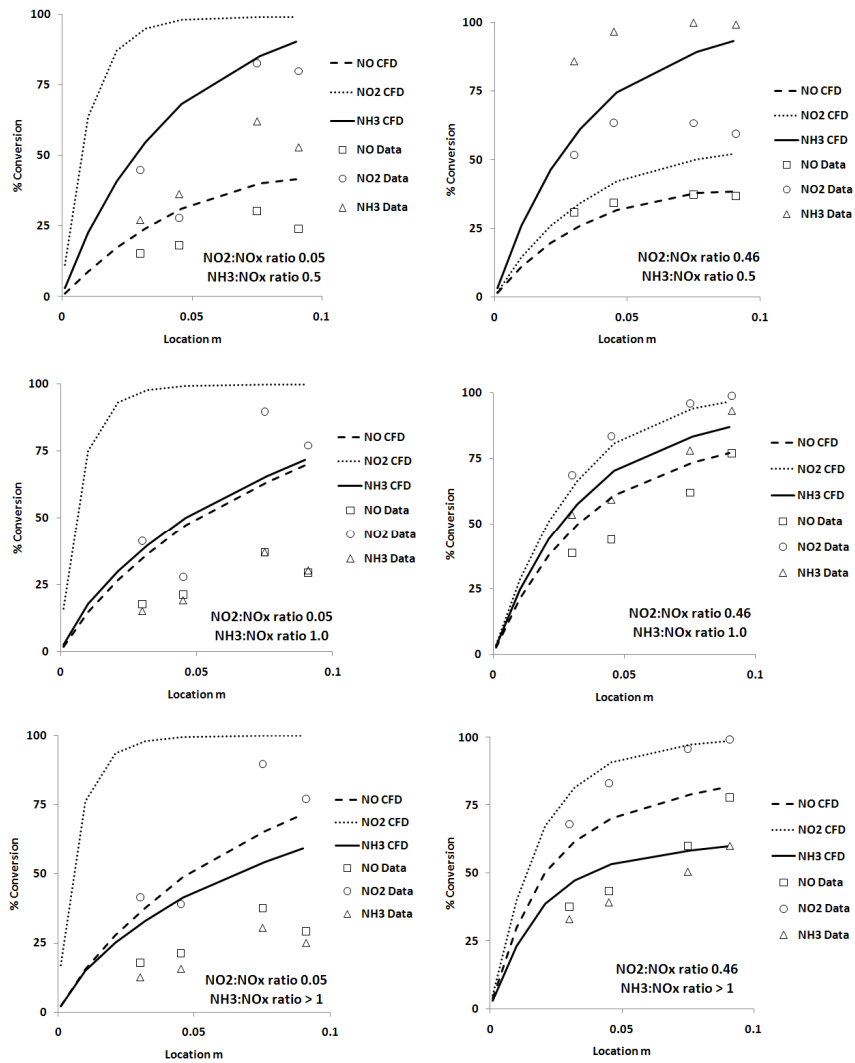 100
75
50
25
0
% Conversion
0
0.05
0.1
Location m
NO CFD
NO2 CFD
NH3 CFD
NO Data
NO2 Data
NH3 Data
NO2:NOx ratio 0.05
NH3:NOx ratio 0.5
100
75
50
25
0
% Conversion
0
0.05
0.1
Location m
NO CFD
NO2 CFD
NH3 CFD
NO Data
NO2 Data
NH3 Data
NO2:NOx ratio 0.46
NH3:NOx ratio 0.5
100
75
50
25
0
% Conversion
0
0.05
0.1
Location m
NO CFD
NO2 CFD
NH3 CFD
NO Data
NO2 Data
NH3 Data
NO2:NOx ratio 0.05
NH3:NOx ratio 1.0
100
75
50
25
0
% Conversion
0
0.05
0.1
Location m
NO CFD
NO2 CFD
NH3 CFD
NO Data
NO2 Data
NH3 Data
NO2:NOx ratio 0.46
NH3:NOx ratio 1.0
100
75
50
25
0
% Conversion
0
0.05
0.1
Location m
NO CFD
NO2 CFD
NH3 CFD
NO Data
NO2 Data
NH3 Data
NO2:NOx ratio 0.05
NH3:NOx ratio > 1
100
75
50
25
0
% Conversion
0
0.05
0.1
Location m
NO CFD
NO2 CFD
NH3 CFD
NO Data
NO2 Data
NH3 Data
NO2:NOx ratio 0.46
NH3:NOx ratio > 1